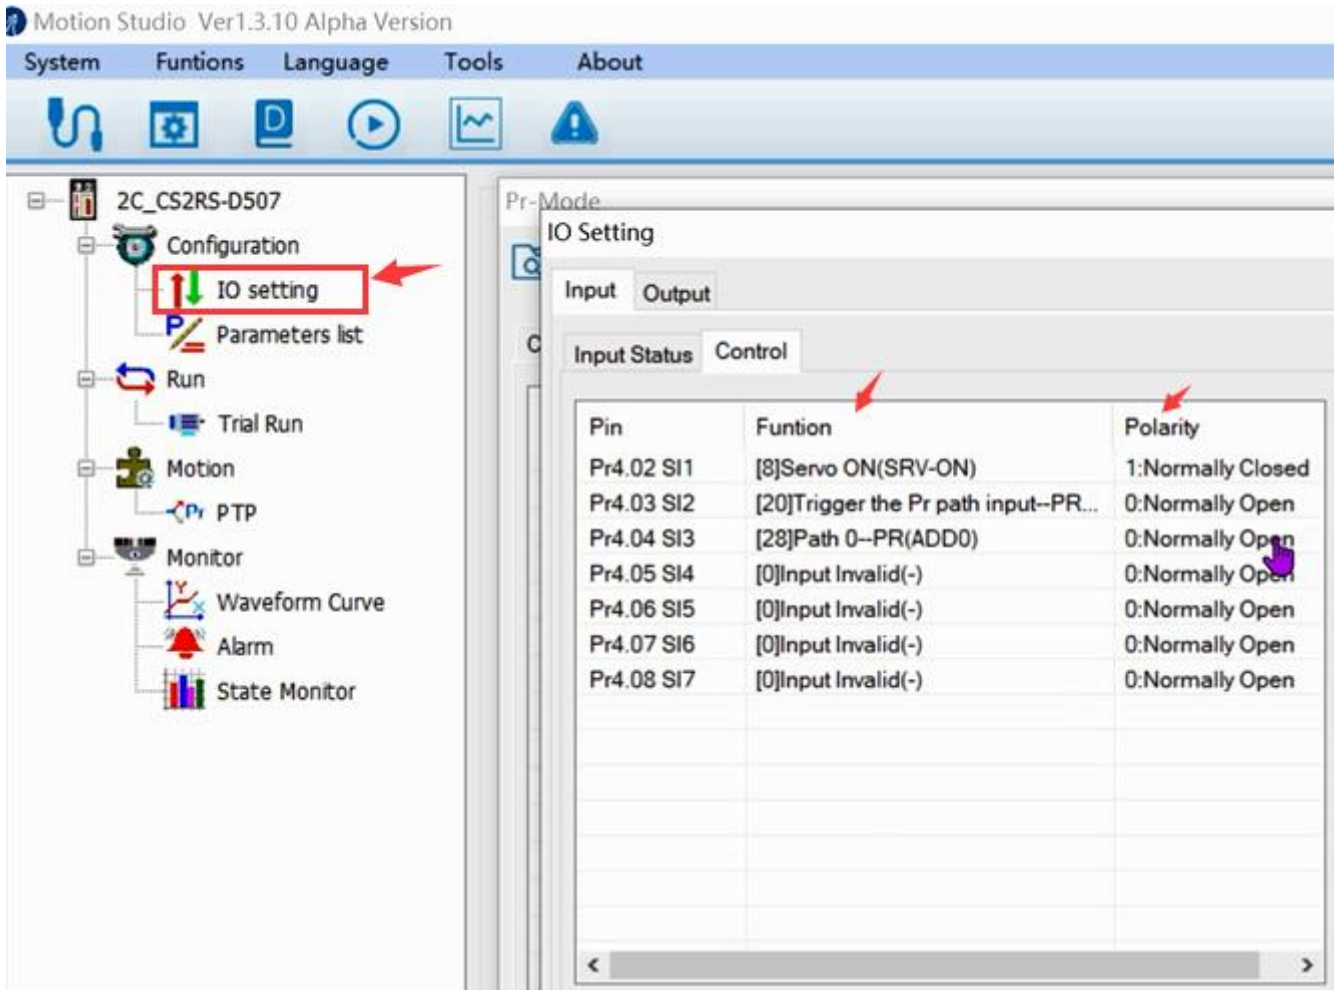 Motion Studio Ver1.3.10 Alpha Version
System Funtions Language Tools About
2C_CS2RS-D507
Configuration
IO setting
Parameters list
Run
Trial Run
Motion
PTP
Monitor
Waveform Curve
Alarm
State Monitor
Pr-Mode
IO Setting
Input Output
Input Status Control
Pin Funtion Polarity
Pr4.02 SI1 [8]Servo ON(SRV-ON) 1:Normally Closed
Pr4.03 SI2 [20]Trigger the Pr path input--PR... 0:Normally Open
Pr4.04 SI3 [28]Path 0--PR(ADD0) 0:Normally Open
Pr4.05 SI4 [0]Input Invalid(-) 0:Normally Open
Pr4.06 SI5 [0]Input Invalid(-) 0:Normally Open
Pr4.07 SI6 [0]Input Invalid(-) 0:Normally Open
Pr4.08 SI7 [0]Input Invalid(-) 0:Normally Open